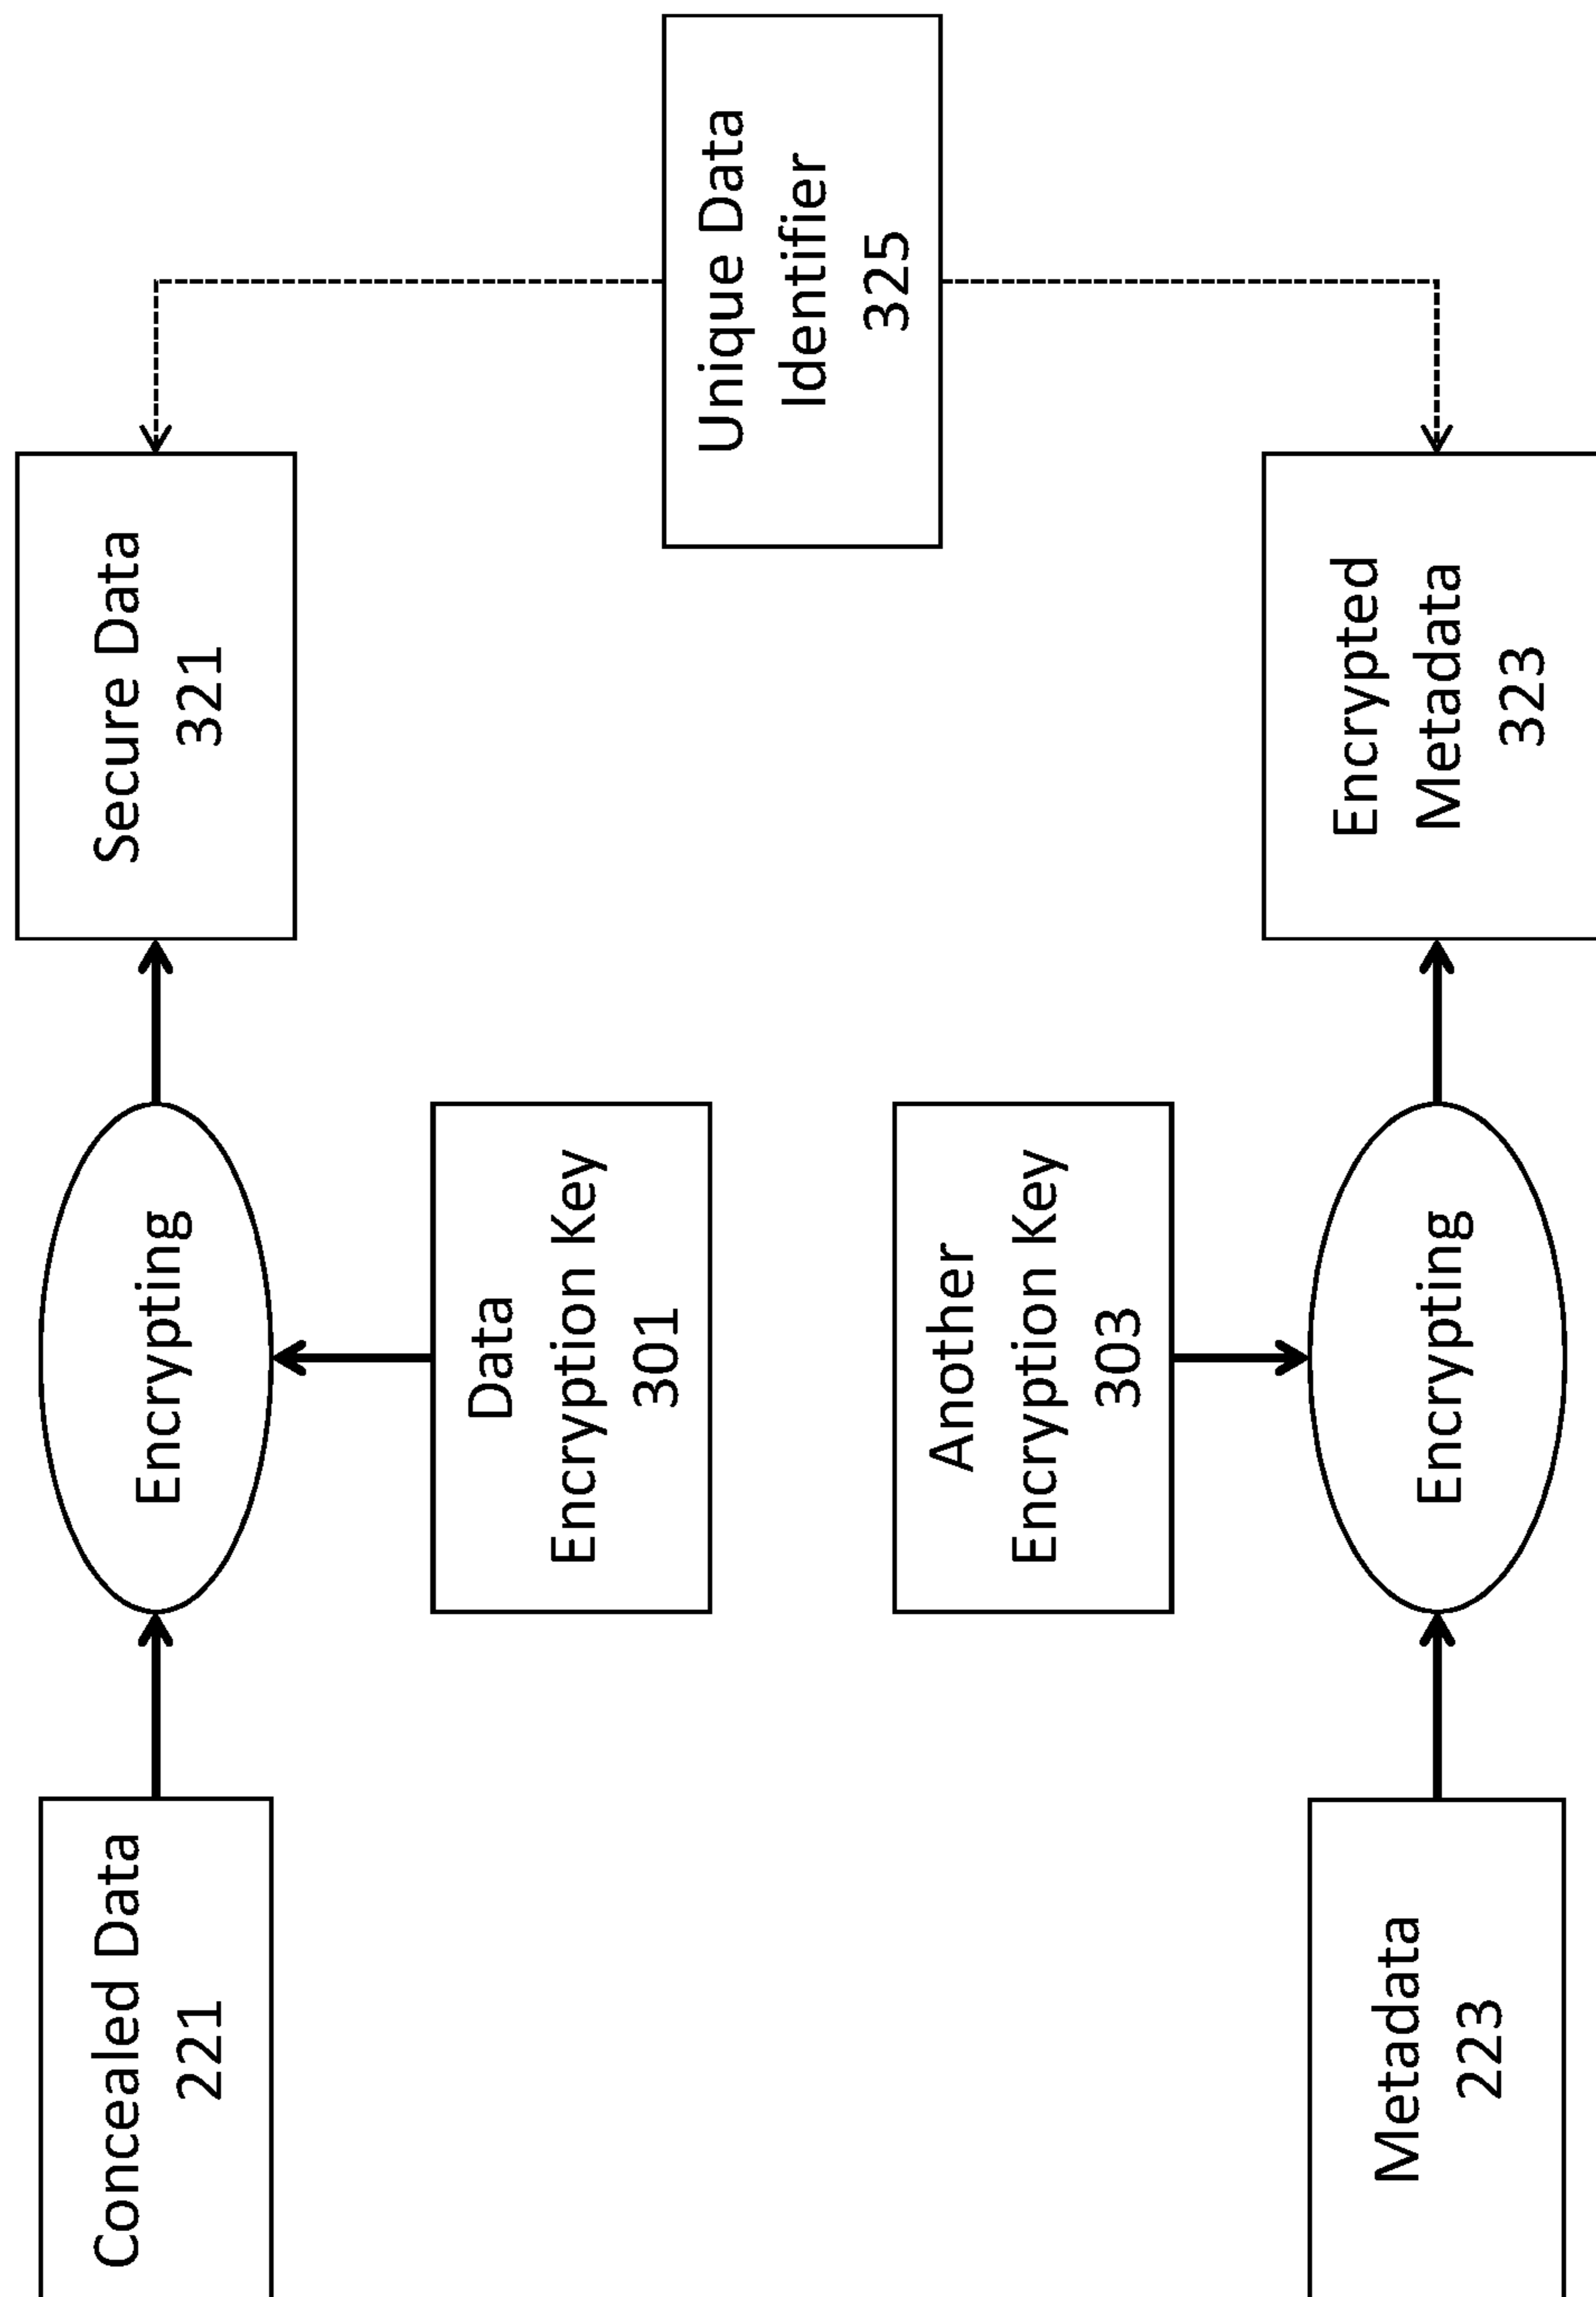 Concealed Data
221
Encrypting
Secure Data
321
Data
Encryption Key
301
Unique Data
Identifier
325
Another
Encryption Key
303
Metadata
223
Encrypting
Encrypted
Metadata
323